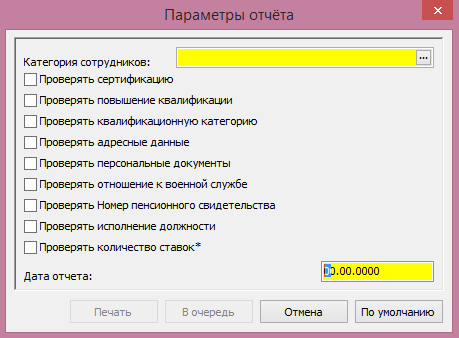 Параметры отчёта
Категория сотрудников: ...
Проверять сертификацию
Проверять повышение квалификации
Проверять квалификационную категорию
Проверять адресные данные
Проверять персональные документы
Проверять отношение к военной службе
Проверять Номер пенсионного свидетельства
Проверять исполнение должности
Проверять количество ставок*
Дата отчета: 00.00.0000
Печать В очередь Отмена По умолчанию